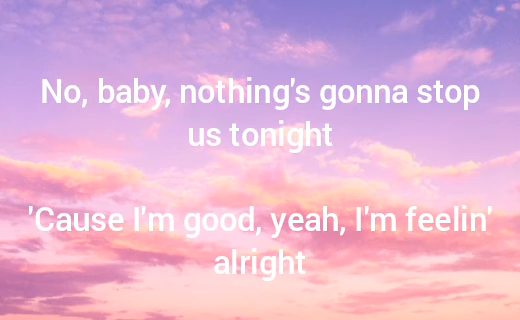 No, baby, nothing's gonna stop
us tonight
'Cause I'm good, yeah, I'm feelin'
alright